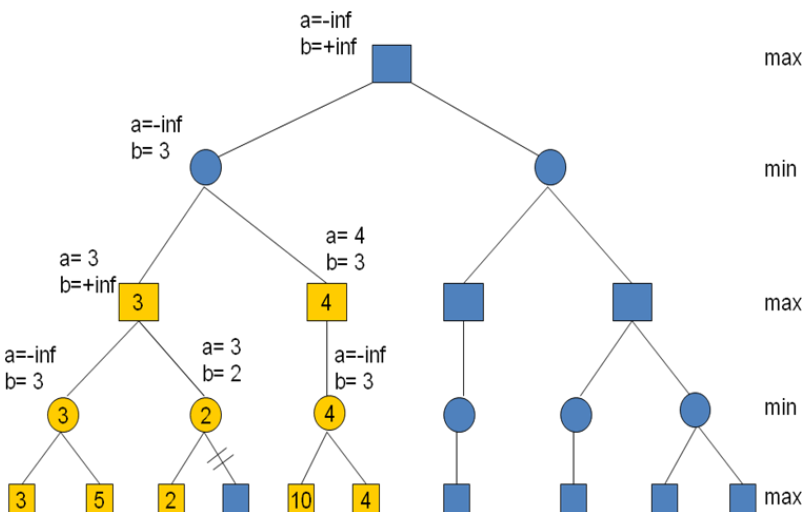 a=-inf
b=+inf
max
a=-inf
b= 3
min
a= 4
b= 3
a= 3
b=+inf
3
4
max
a=-inf
b= 3
a= 3
b= 2
a=-inf
b= 3
3
2
4
min
3
5
2
10
4
max